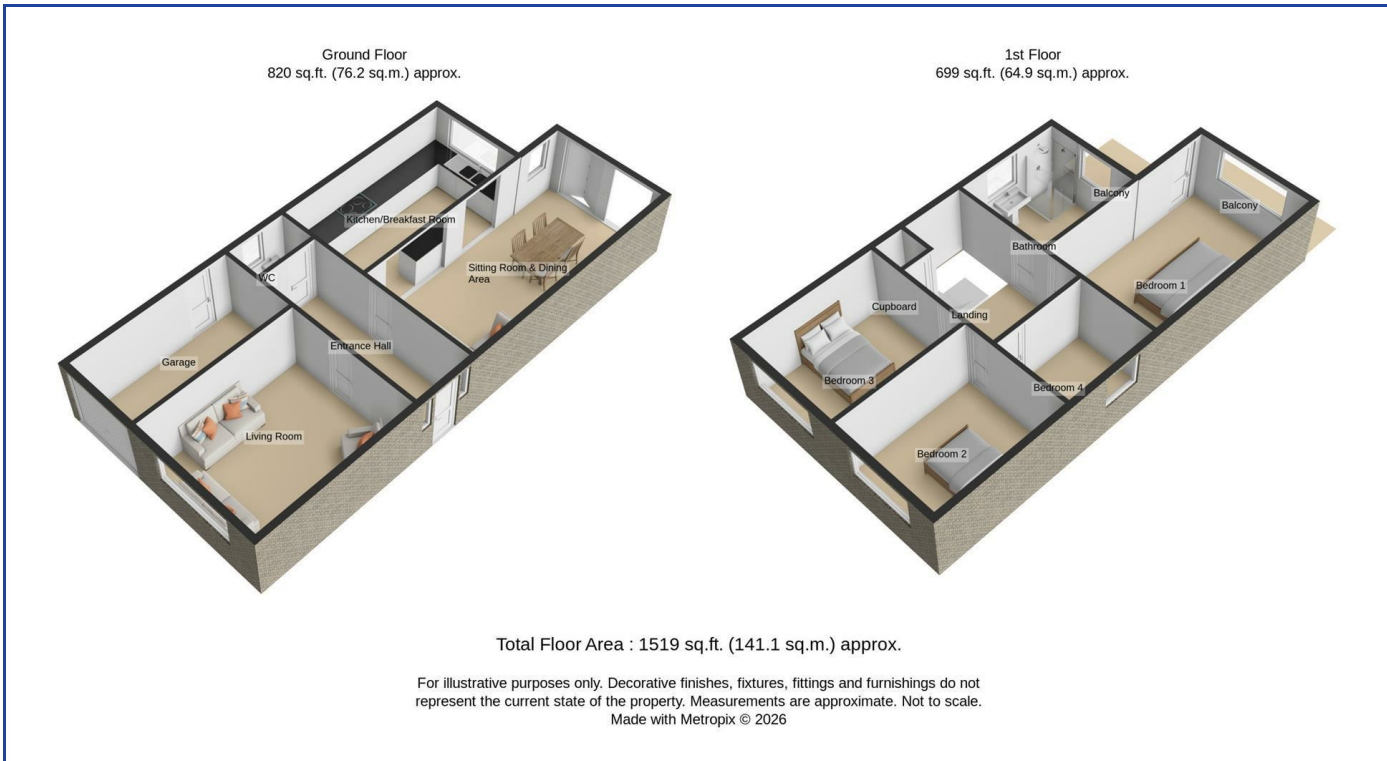 Ground Floor
820 sq.ft. (76.2 sq.m.) approx.
Kitchen/Breakfast Room
WC
Sitting Room & Dining
Area
Entrance Hall
Garage
Living Room
1st Floor
699 sq.ft. (64.9 sq.m.) approx.
Balcony
Balcony
Bathroom
Bedroom 1
Cupboard
Landing
Bedroom 3
Bedroom 4
Bedroom 2
Total Floor Area : 1519 sq.ft. (141.1 sq.m.) approx.
For illustrative purposes only. Decorative finishes, fixtures, fittings and furnishings do not
represent the current state of the property. Measurements are approximate. Not to scale.
Made with Metropix © 2026